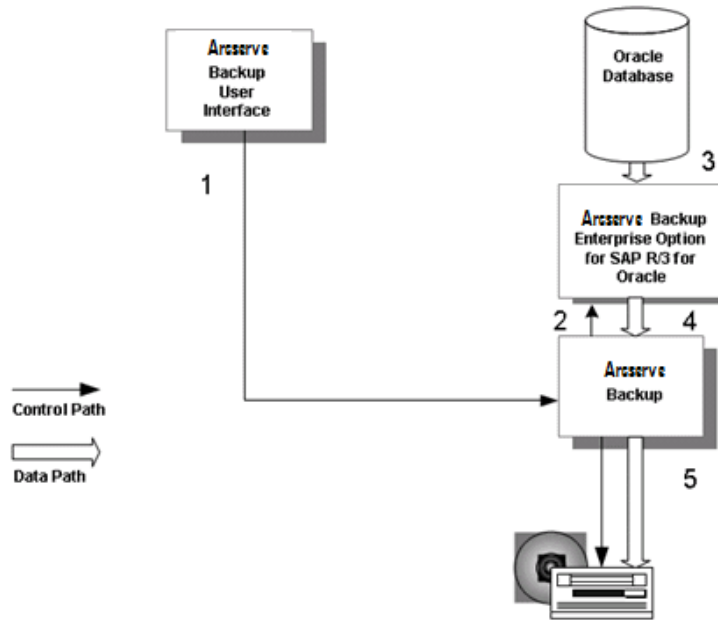 Arcserve
Backup
User
Interface
Oracle
Database
1
3
Arcserve Backup
Enterprise Option
for SAP R/3 for
Oracle
2
4
Arcserve
Backup
Control Path
Data Path
5